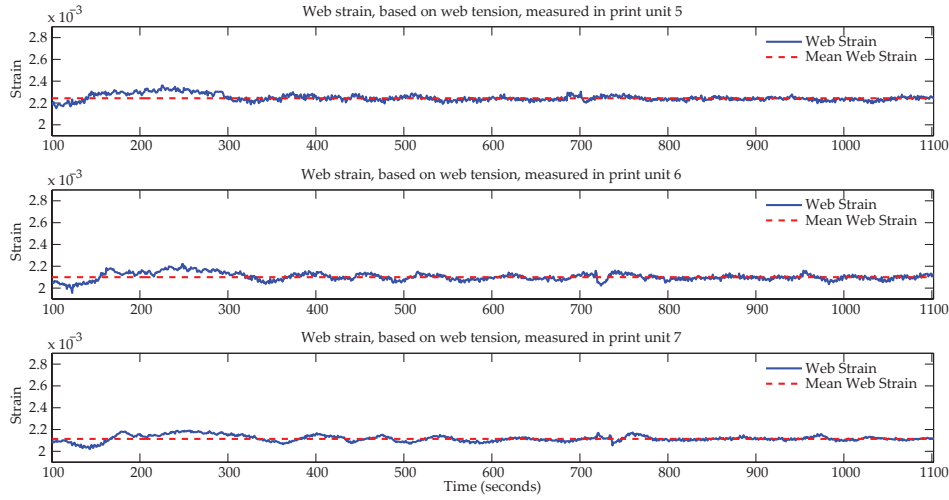 Web strain, based on web tension, measured in print unit 5
x 10⁻³
2.8
2.6
2.4
2.2
2
Strain
Web Strain
Mean Web Strain
100 200 300 400 500 600 700 800 900 1000 1100
Web strain, based on web tension, measured in print unit 6
x 10⁻³
2.8
2.6
2.4
2.2
2
Strain
Web Strain
Mean Web Strain
100 200 300 400 500 600 700 800 900 1000 1100
Web strain, based on web tension, measured in print unit 7
x 10⁻³
2.8
2.6
2.4
2.2
2
Strain
Web Strain
Mean Web Strain
100 200 300 400 500 600 700 800 900 1000 1100
Time (seconds)